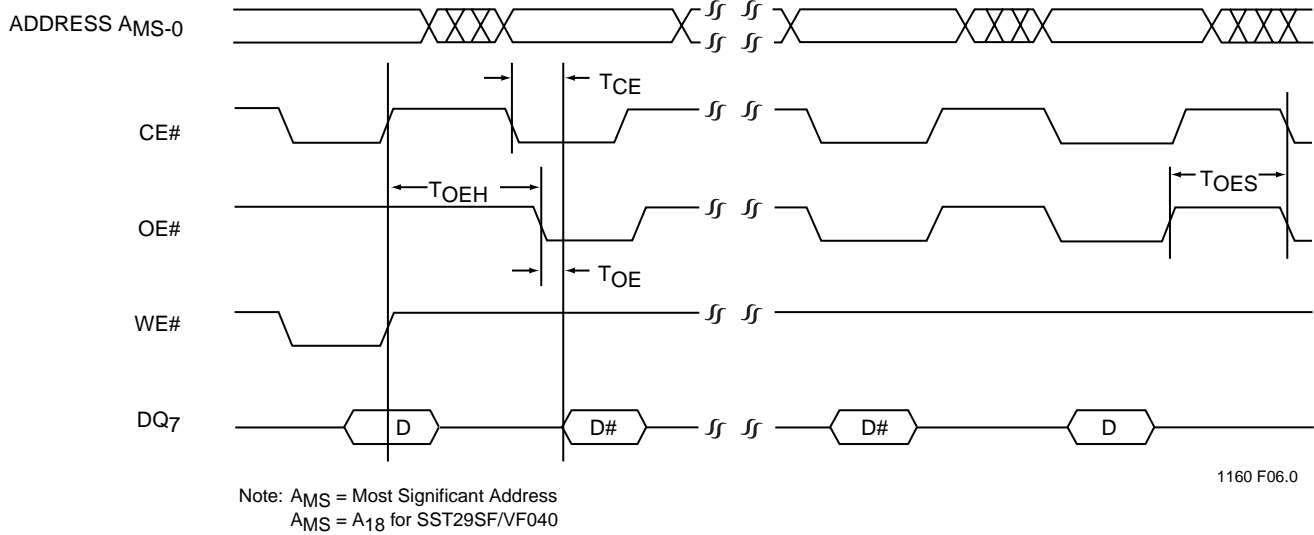 ADDRESS AMS-0
TCE
CE#
TOEH
TOES
OE#
TOE
WE#
DQ7
D
D#
D#
D
1160 F06.0
Note: AMS = Most Significant Address
AMS = A18 for SST29SF/VF040